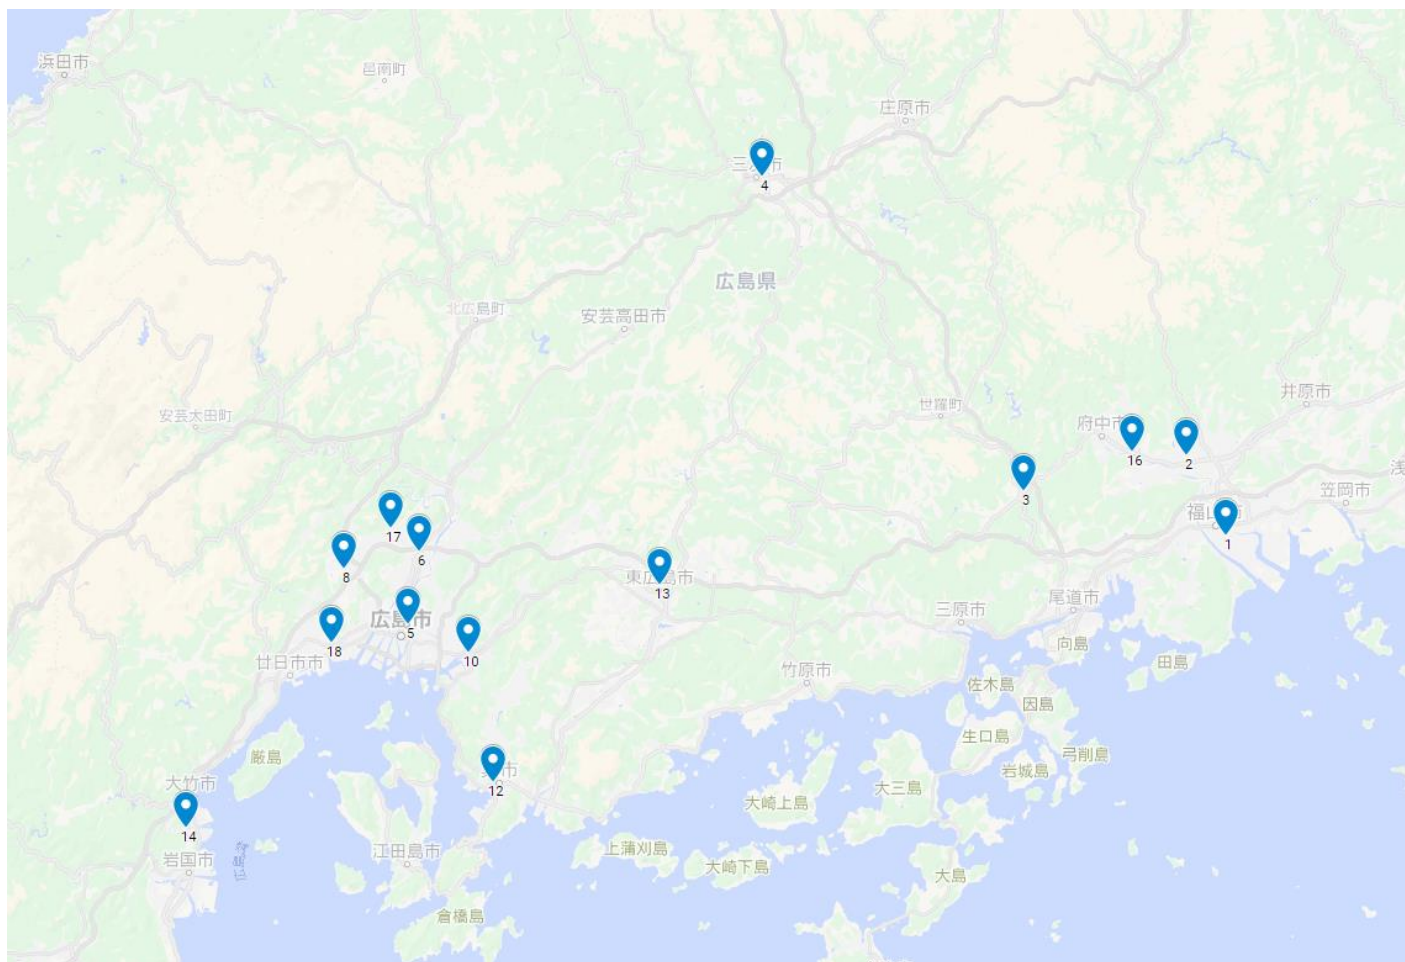 浜田市
邑南町
庄原市
4
広島県
北広島町
安芸高田市
井原市
安芸太田町
世羅町
府中市
16
2
3
笠岡市
1
17
6
8
東広島市
13
広島市
5
三原市
尾道市
18
10
廿日市市
向島
田島
竹原市
佐木島
因島
生口島
弓削島
岩城島
厳島
大竹市
12
大三島
大崎上島
14
岩国市
江田島市
上蒲刈島
大崎下島
大島
倉橋島